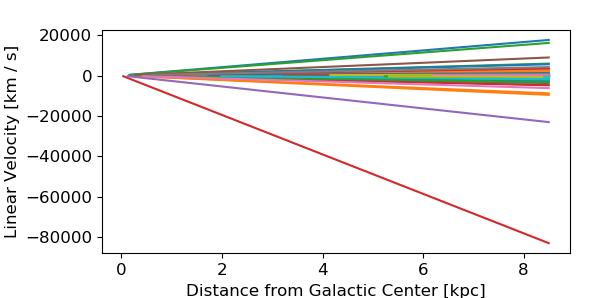 20000
0
−20000
−40000
−60000
−80000
Linear Velocity [km / s]
0 2 4 6 8
Distance from Galactic Center [kpc]